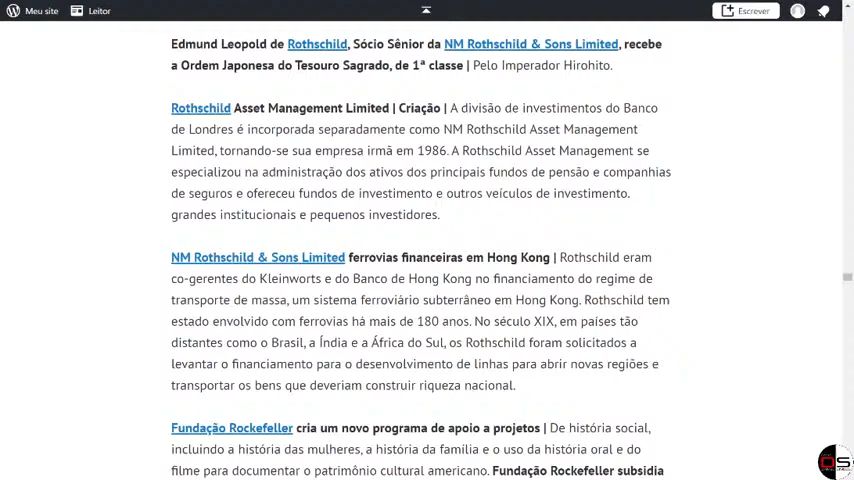 Meu site
Leitor
Escrever
Edmund Leopold de Rothschild, Sócio Sênior da NM Rothschild & Sons Limited, recebe
a Ordem Japonesa do Tesouro Sagrado, de 1ª classe | Pelo Imperador Hirohito.
Rothschild Asset Management Limited | Criação | A divisão de investimentos do Banco
de Londres é incorporada separadamente como NM Rothschild Asset Management
Limited, tornando-se sua empresa irmã em 1986. A Rothschild Asset Management se
especializou na administração dos ativos dos principais fundos de pensão e companhias
de seguros e ofereceu fundos de investimento e outros veículos de investimento.
grandes institucionais e pequenos investidores.
NM Rothschild & Sons Limited ferrovias financeiras em Hong Kong | Rothschild eram
co-gerentes do Kleinworts e do Banco de Hong Kong no financiamento do regime de
transporte de massa, um sistema ferroviário subterrâneo em Hong Kong. Rothschild tem
estado envolvido com ferrovias há mais de 180 anos. No século XIX, em países tão
distantes como o Brasil, a Índia e a África do Sul, os Rothschild foram solicitados a
levantar o financiamento para o desenvolvimento de linhas para abrir novas regiões e
transportar os bens que deveriam construir riqueza nacional.
Fundação Rockefeller cria um novo programa de apoio a projetos | De história social,
incluindo a história das mulheres, a história da família e o uso da história oral e do
filme para documentar o patrimônio cultural americano. Fundação Rockefeller subsidia